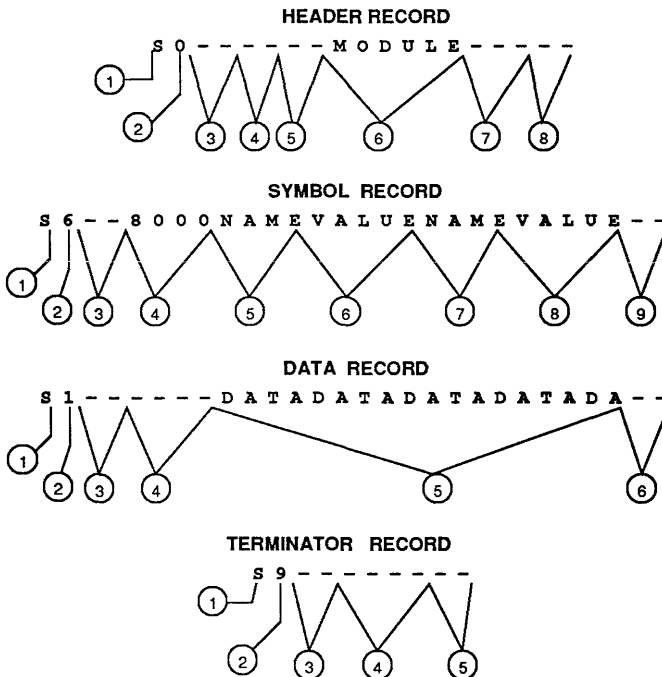 HEADER RECORD
S 0 - - - - - - M O D U L E - - - - -
1
2
3 4 5 6 7 8
SYMBOL RECORD
S 6 - - 8 0 0 0 N A M E V A L U E N A M E V A L U E - -
1
2 3 4 5 6 7 8 9
DATA RECORD
S 1 - - - - - - D A T A D A T A D A T A D A T A D A - -
1
2 3 4 5 6
TERMINATOR RECORD
S 9 - - - - - - - -
1
2 3 4 5